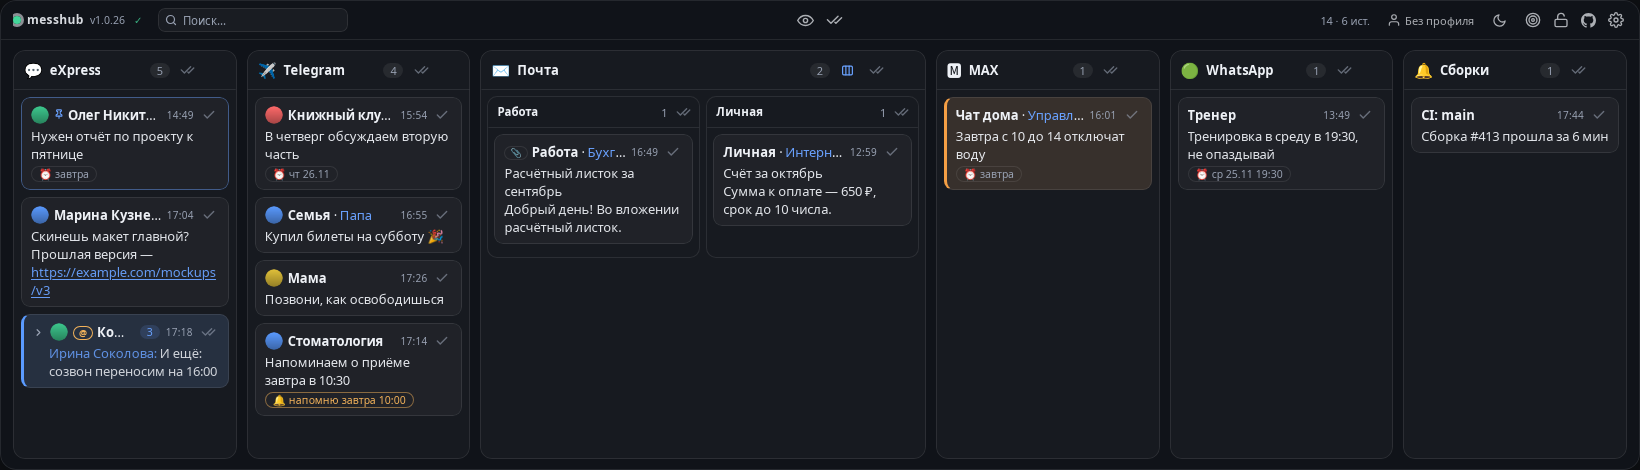 messhub v1.0.26 ✓ Поиск... 14 · 6 ист. Без профиля
eXpress 5
Олег Никит... 14:49
Нужен отчёт по проекту к
пятнице
завтра
Марина Кузне... 17:04
Скинешь макет главной?
Прошлая версия —
https://example.com/mockups
/v3
@ Ко... 3 17:18
Ирина Соколова: И ещё:
созвон переносим на 16:00
Telegram 4
Книжный клу... 15:54
В четверг обсуждаем вторую
часть
чт 26.11
Семья · Папа 16:55
Купил билеты на субботу 🎉
Мама 17:26
Позвони, как освободишься
Стоматология 17:14
Напоминаем о приёме
завтра в 10:30
напомню завтра 10:00
Почта 2
Работа 1
Работа · Бухг... 16:49
Расчётный листок за
сентябрь
Добрый день! Во вложении
расчётный листок.
Личная 1
Личная · Интерн... 12:59
Счёт за октябрь
Сумма к оплате — 650 ₽,
срок до 10 числа.
M MAX 1
Чат дома · Управл... 16:01
Завтра с 10 до 14 отключат
воду
завтра
WhatsApp 1
Тренер 13:49
Тренировка в среду в 19:30,
не опаздывай
ср 25.11 19:30
Сборки 1
CI: main 17:44
Сборка #413 прошла за 6 мин